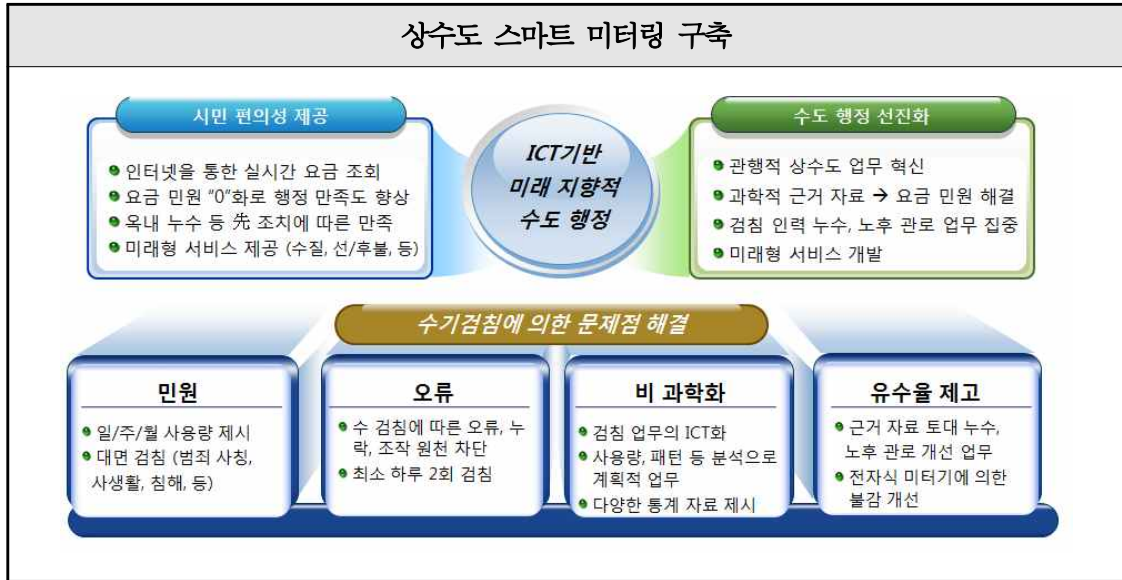 상수도 스마트 미터링 구축
시민 편의성 제공
인터넷을 통한 실시간 요금 조회
요금 민원 “0”화로 행정 만족도 향상
옥내 누수 등 先 조치에 따른 만족
미래형 서비스 제공 (수질, 선/후불, 등)
ICT기반
미래 지향적
수도 행정
수도 행정 선진화
관행적 상수도 업무 혁신
과학적 근거 자료 → 요금 민원 해결
검침 인력 누수, 노후 관로 업무 집중
미래형 서비스 개발
수기검침에 의한 문제점 해결
민원
일/주/월 사용량 제시
대면 검침 (범죄 사칭,
사생활, 침해, 등)
오류
수 검침에 따른 오류, 누
락, 조작 원천 차단
최소 하루 2회 검침
비 과학화
검침 업무의 ICT화
사용량, 패턴 등 분석으로
계획적 업무
다양한 통계 자료 제시
유수율 제고
근거 자료 토대 누수,
노후 관로 개선 업무
전자식 미터기에 의한
불감 개선